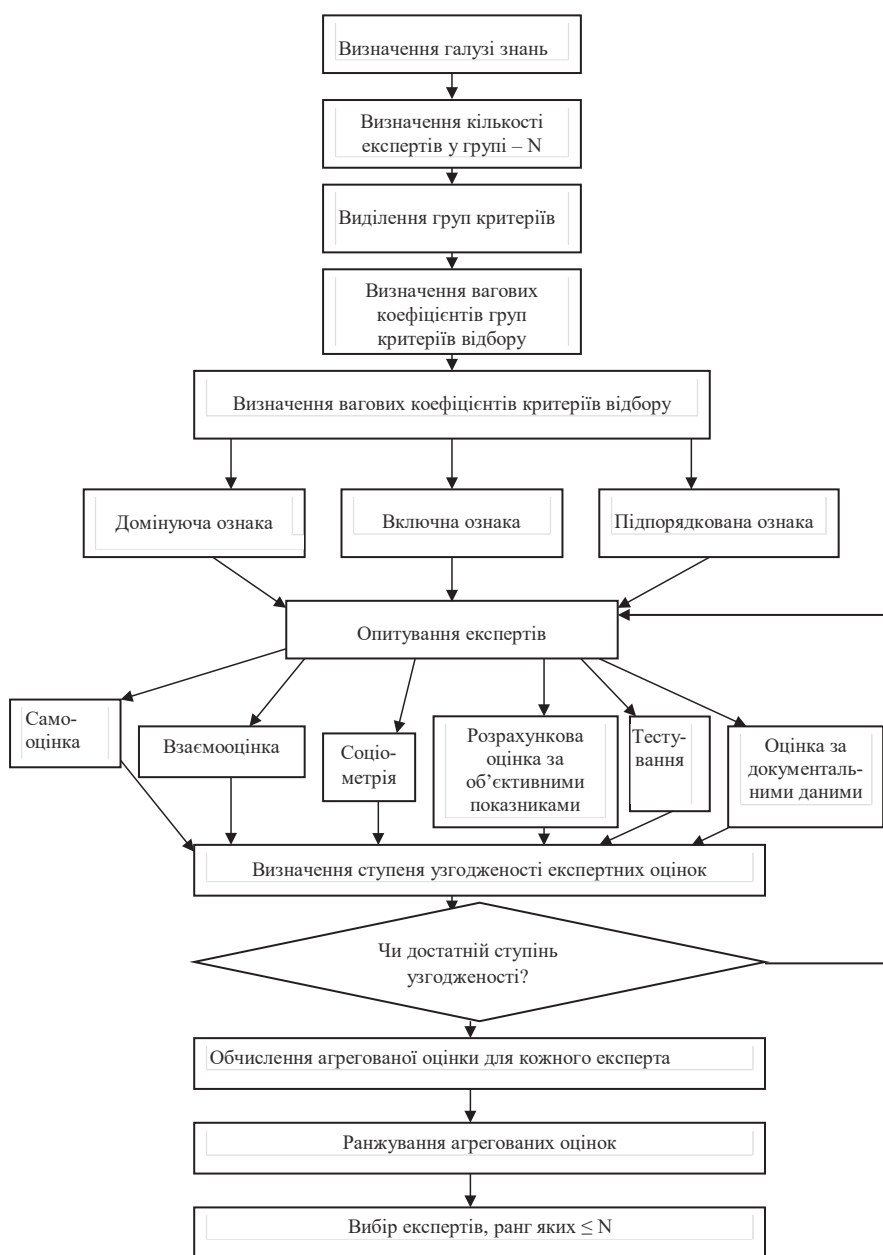 Визначення галузі знань
Визначення кількості
експертів у групі – N
Виділення груп критеріїв
Визначення вагових
коефіцієнтів груп
критеріїв відбору
Визначення вагових коефіцієнтів критеріїв відбору
Домінуюча ознака
Включна ознака
Підпорядкована ознака
Опитування експертів
Само-
оцінка
Взаємооцінка
Соціо-
метрія
Розрахункова
оцінка за
об’єктивними
показниками
Тесту-
вання
Оцінка за
документаль-
ними даними
Визначення ступеня узгодженості експертних оцінок
Чи достатній ступінь
узгодженості?
Обчислення агрегованої оцінки для кожного експерта
Ранжування агрегованих оцінок
Вибір експертів, ранг яких ≤ N